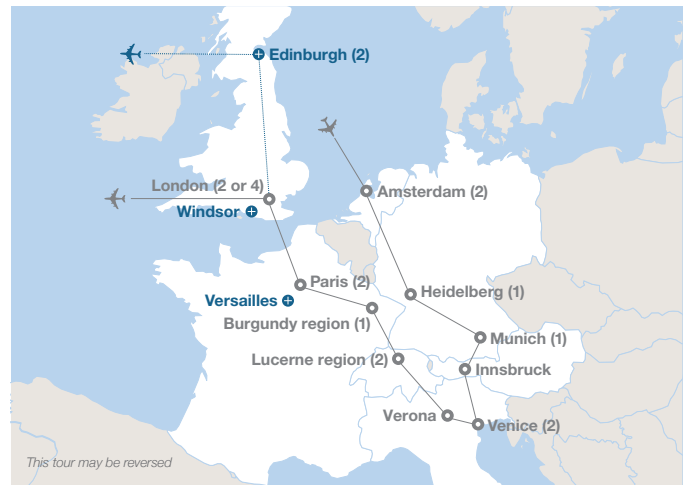 Edinburgh (2)
London (2 or 4)
Amsterdam (2)
Windsor
Paris (2)
Heidelberg (1)
Versailles
Burgundy region (1)
Munich (1)
Lucerne region (2)
Innsbruck
Verona
Venice (2)
This tour may be reversed